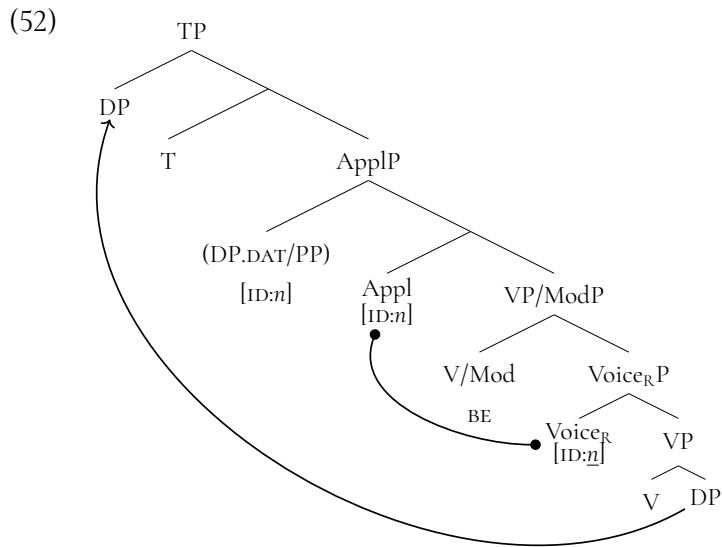 (52)
TP
DP
T
ApplP
(DP.DAT/PP)
[ID:n]
Appl
[ID:n]
VP/ModP
V/Mod
VoiceRP
BE
VoiceR
[ID:n]
VP
V
DP